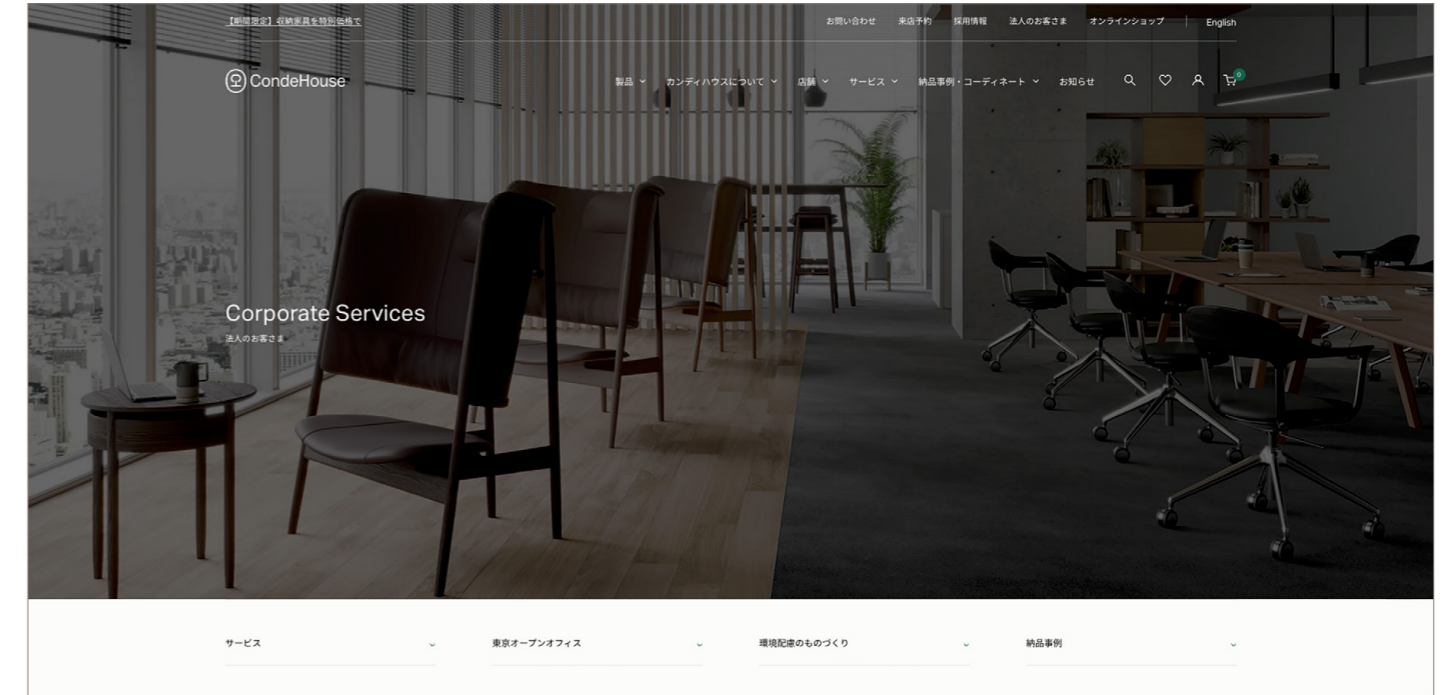 【期間限定】収納家具を特別価格で
お問い合わせ 来店予約 採用情報 法人のお客さま オンラインショップ English
CondeHouse
製品 カンディハウスについて 店舗 サービス 納品事例・コーディネート お知らせ 0
Corporate Services
法人のお客さま
サービス 東京オープンオフィス 環境配慮のものづくり 納品事例